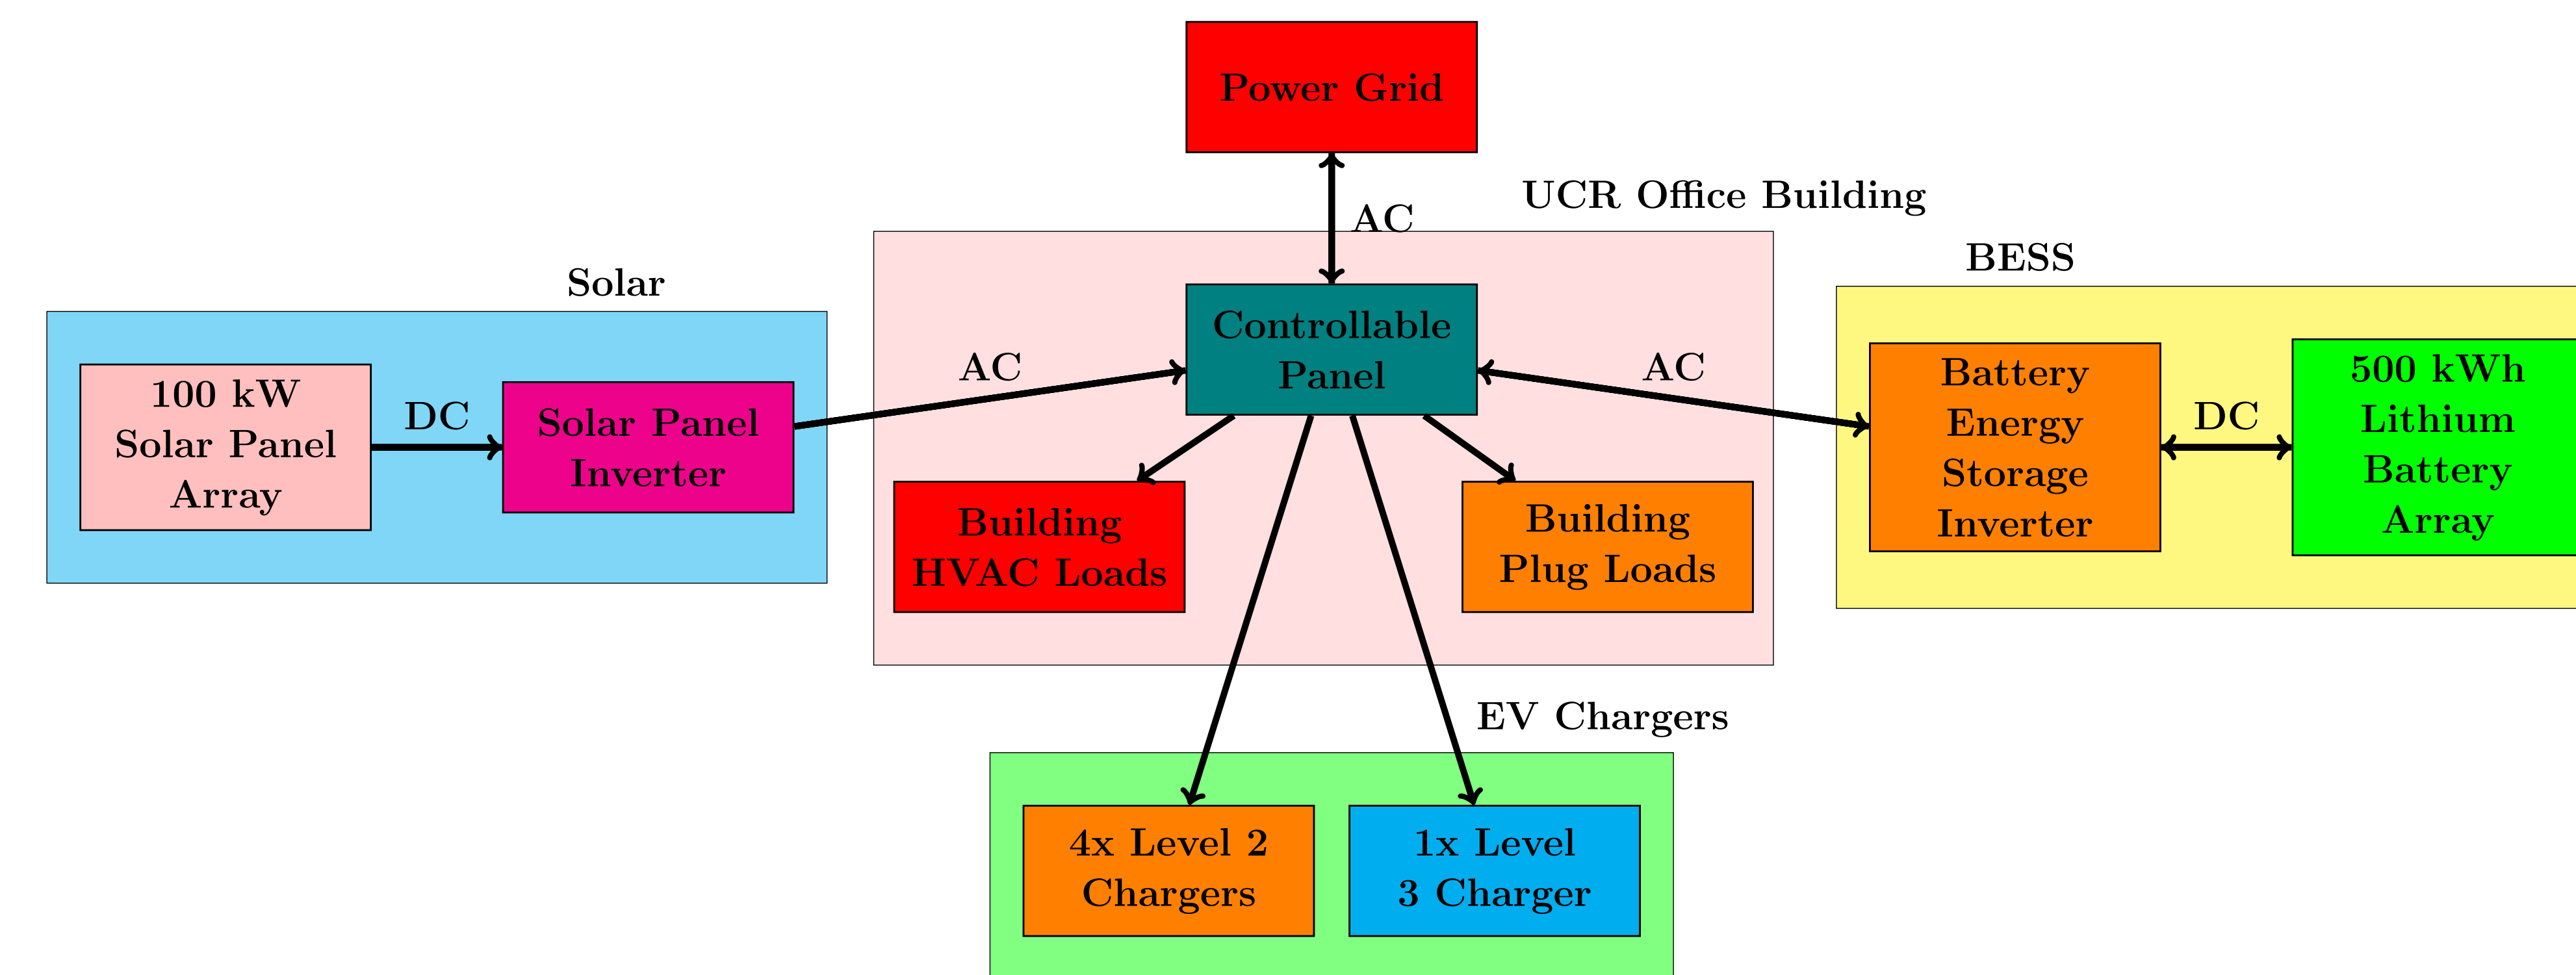 Power Grid
UCR Office Building
AC
BESS
Solar
Controllable
Panel
AC
AC
100 kW
Solar Panel
Array
DC
Solar Panel
Inverter
Battery
Energy
Storage
Inverter
DC
500 kWh
Lithium
Battery
Array
Building
HVAC Loads
Building
Plug Loads
EV Chargers
4x Level 2
Chargers
1x Level
3 Charger